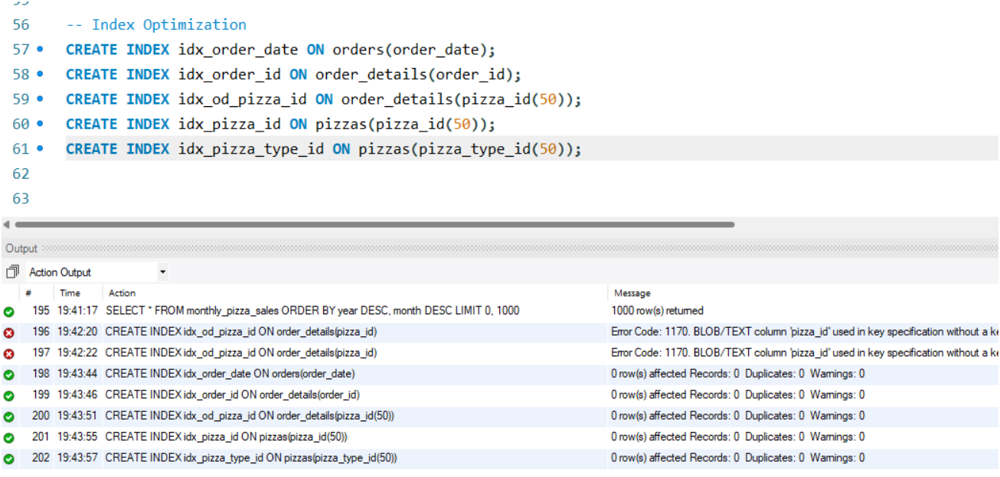 56 -- Index Optimization
57 CREATE INDEX idx_order_date ON orders(order_date);
58 CREATE INDEX idx_order_id ON order_details(order_id);
59 CREATE INDEX idx_od_pizza_id ON order_details(pizza_id(50));
60 CREATE INDEX idx_pizza_id ON pizzas(pizza_id(50));
61 CREATE INDEX idx_pizza_type_id ON pizzas(pizza_type_id(50));
62
63
Output
Action Output
# Time Action Message
195 19:41:17 SELECT * FROM monthly_pizza_sales ORDER BY year DESC, month DESC LIMIT 0, 1000 1000 row(s) returned
196 19:42:20 CREATE INDEX idx_od_pizza_id ON order_details(pizza_id) Error Code: 1170. BLOB/TEXT column 'pizza_id' used in key specification without a ke
197 19:42:22 CREATE INDEX idx_od_pizza_id ON order_details(pizza_id) Error Code: 1170. BLOB/TEXT column 'pizza_id' used in key specification without a ke
198 19:43:44 CREATE INDEX idx_order_date ON orders(order_date) 0 row(s) affected Records: 0 Duplicates: 0 Warnings: 0
199 19:43:46 CREATE INDEX idx_order_id ON order_details(order_id) 0 row(s) affected Records: 0 Duplicates: 0 Warnings: 0
200 19:43:51 CREATE INDEX idx_od_pizza_id ON order_details(pizza_id(50)) 0 row(s) affected Records: 0 Duplicates: 0 Warnings: 0
201 19:43:55 CREATE INDEX idx_pizza_id ON pizzas(pizza_id(50)) 0 row(s) affected Records: 0 Duplicates: 0 Warnings: 0
202 19:43:57 CREATE INDEX idx_pizza_type_id ON pizzas(pizza_type_id(50)) 0 row(s) affected Records: 0 Duplicates: 0 Warnings: 0